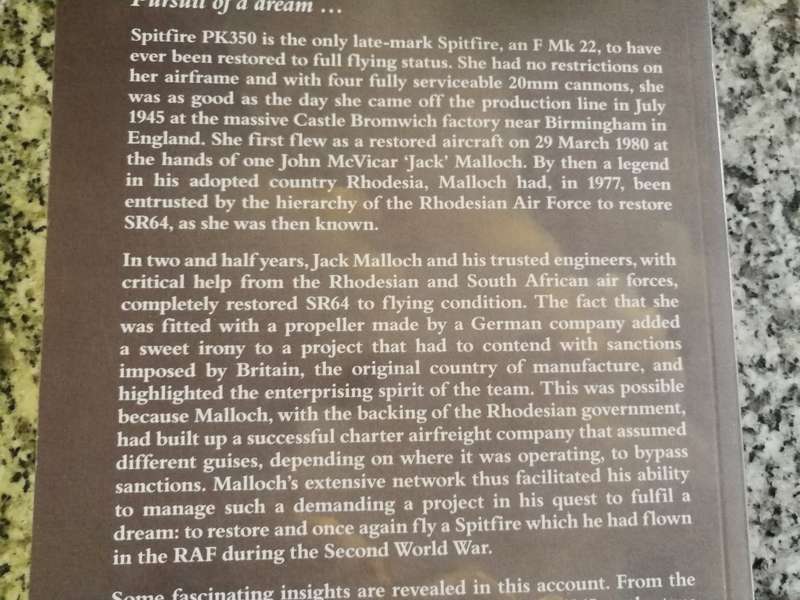 Pursuit of a dream ...
Spitfire PK350 is the only late-mark Spitfire, an F Mk 22, to have
ever been restored to full flying status. She had no restrictions on
her airframe and with four fully serviceable 20mm cannons, she
was as good as the day she came off the production line in July
1945 at the massive Castle Bromwich factory near Birmingham in
England. She first flew as a restored aircraft on 29 March 1980 at
the hands of one John McVicar ‘Jack’ Malloch. By then a legend
in his adopted country Rhodesia, Malloch had, in 1977, been
entrusted by the hierarchy of the Rhodesian Air Force to restore
SR64, as she was then known.
In two and half years, Jack Malloch and his trusted engineers, with
critical help from the Rhodesian and South African air forces,
completely restored SR64 to flying condition. The fact that she
was fitted with a propeller made by a German company added
a sweet irony to a project that had to contend with sanctions
imposed by Britain, the original country of manufacture, and
highlighted the enterprising spirit of the team. This was possible
because Malloch, with the backing of the Rhodesian government,
had built up a successful charter airfreight company that assumed
different guises, depending on where it was operating, to bypass
sanctions. Malloch’s extensive network thus facilitated his ability
to manage such a demanding a project in his quest to fulfil a
dream: to restore and once again fly a Spitfire which he had flown
in the RAF during the Second World War.
Some fascinating insights are revealed in this account. From the